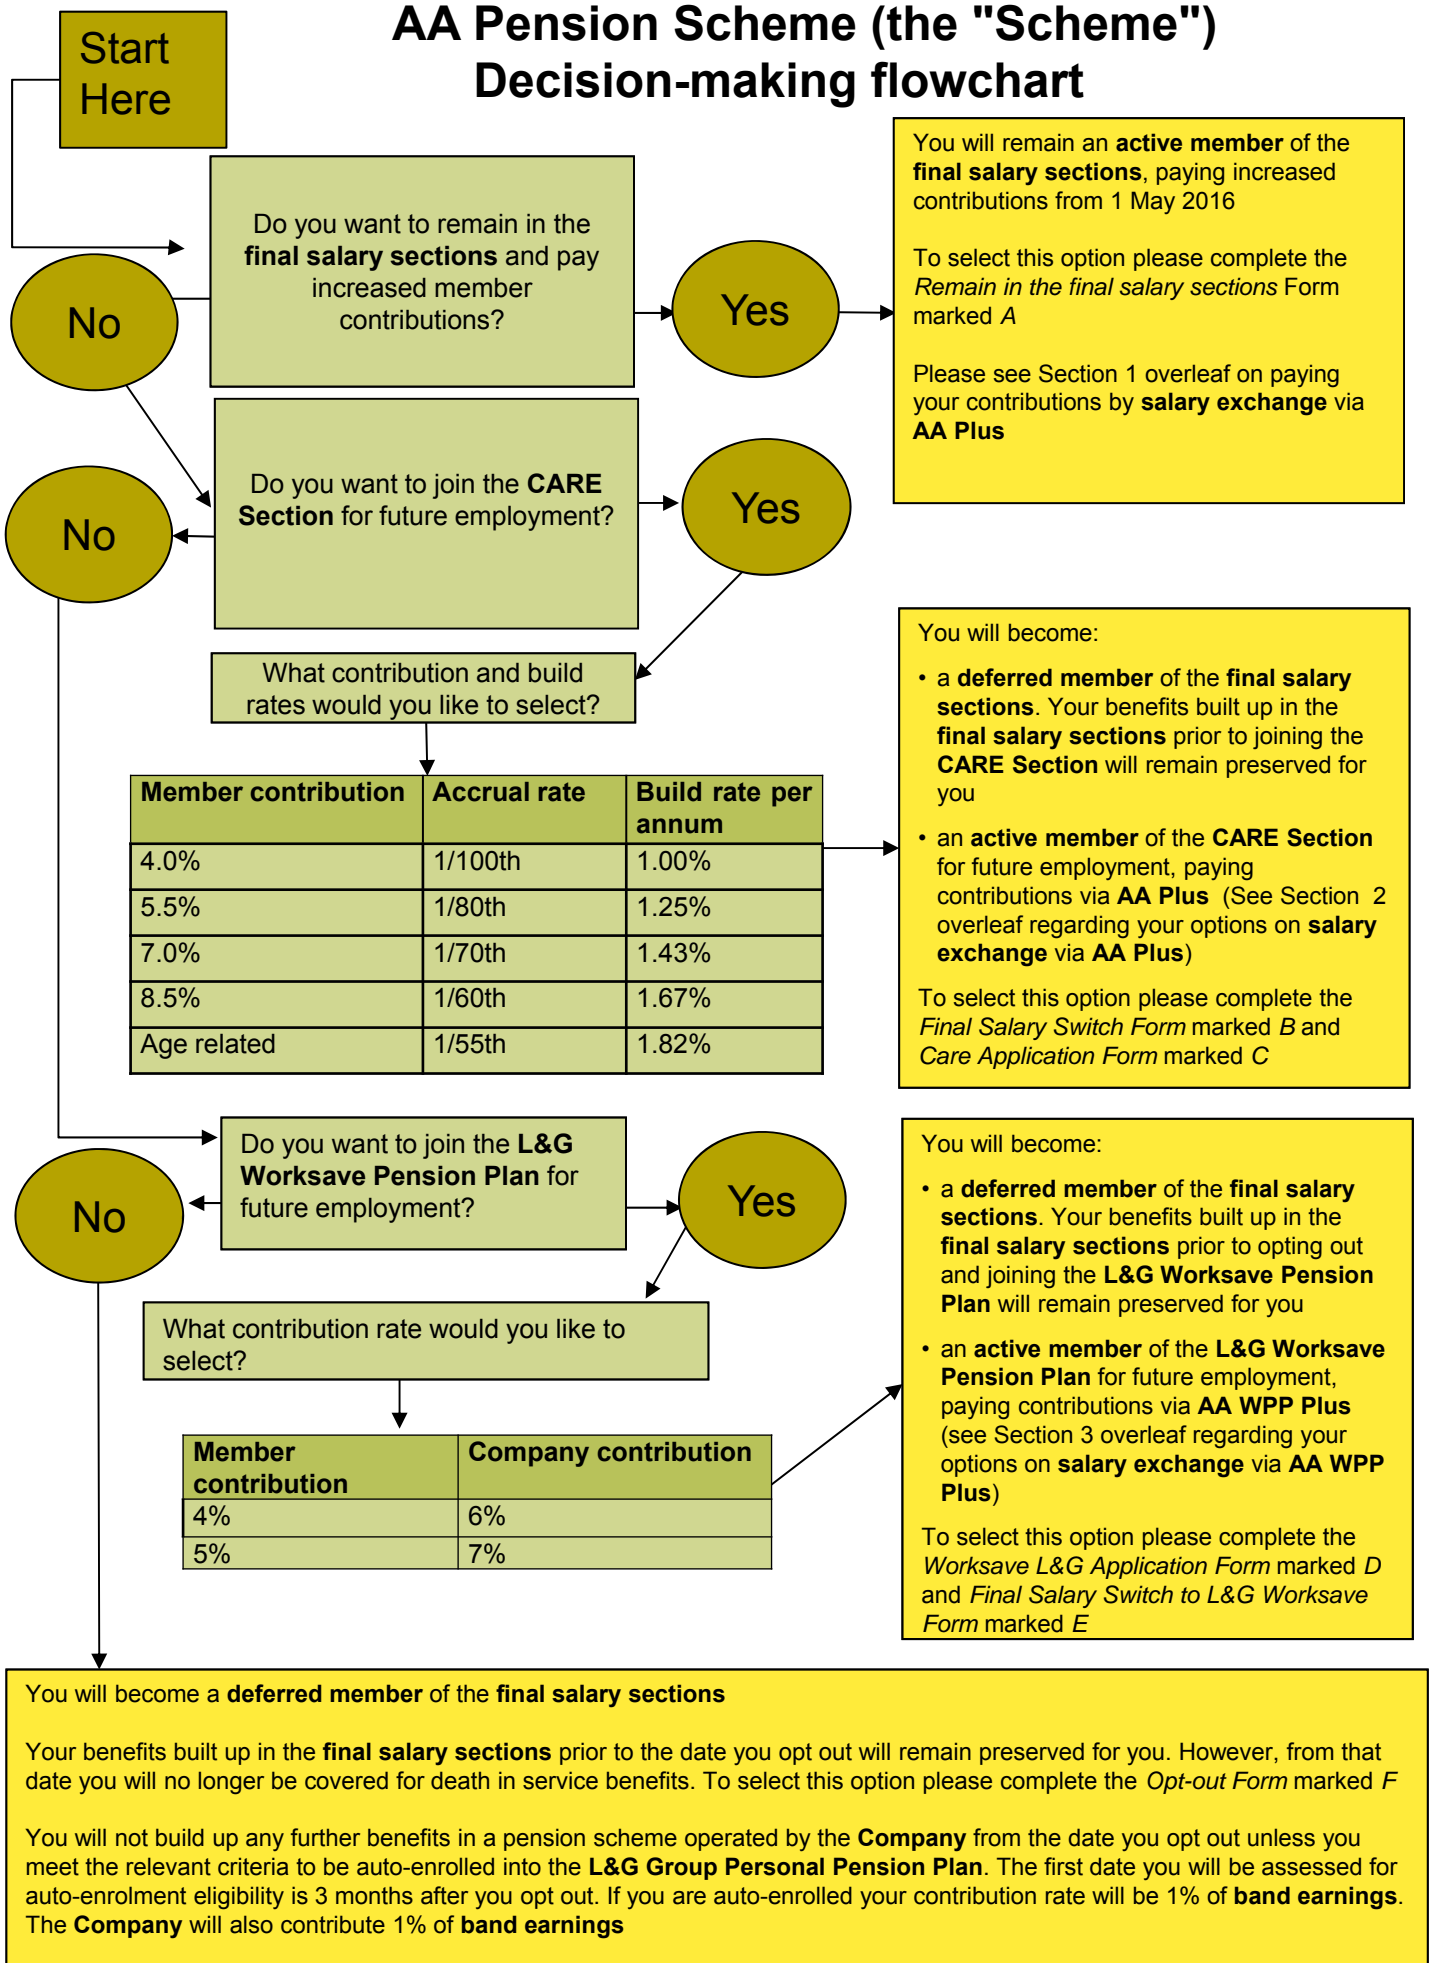 AA Pension Scheme (the "Scheme")
Decision-making flowchart
Start
Here
Do you want to remain in the
final salary sections and pay
increased member
contributions?
No
Yes
You will remain an active member of the
final salary sections, paying increased
contributions from 1 May 2016
To select this option please complete the
Remain in the final salary sections Form
marked A
Please see Section 1 overleaf on paying
your contributions by salary exchange via
AA Plus
Do you want to join the CARE
Section for future employment?
No
Yes
What contribution and build
rates would you like to select?
Member contribution Accrual rate Build rate per
annum
4.0% 1/100th 1.00%
5.5% 1/80th 1.25%
7.0% 1/70th 1.43%
8.5% 1/60th 1.67%
Age related 1/55th 1.82%
You will become:
• a deferred member of the final salary
sections. Your benefits built up in the
final salary sections prior to joining the
CARE Section will remain preserved for
you
• an active member of the CARE Section
for future employment, paying
contributions via AA Plus (See Section 2
overleaf regarding your options on salary
exchange via AA Plus)
To select this option please complete the
Final Salary Switch Form marked B and
Care Application Form marked C
Do you want to join the L&G
Worksave Pension Plan for
future employment?
No
Yes
What contribution rate would you like to
select?
Member
contribution Company contribution
4% 6%
5% 7%
You will become:
• a deferred member of the final salary
sections. Your benefits built up in the
final salary sections prior to opting out
and joining the L&G Worksave Pension
Plan will remain preserved for you
• an active member of the L&G Worksave
Pension Plan for future employment,
paying contributions via AA WPP Plus
(see Section 3 overleaf regarding your
options on salary exchange via AA WPP
Plus)
To select this option please complete the
Worksave L&G Application Form marked D
and Final Salary Switch to L&G Worksave
Form marked E
You will become a deferred member of the final salary sections
Your benefits built up in the final salary sections prior to the date you opt out will remain preserved for you. However, from that
date you will no longer be covered for death in service benefits. To select this option please complete the Opt-out Form marked F
You will not build up any further benefits in a pension scheme operated by the Company from the date you opt out unless you
meet the relevant criteria to be auto-enrolled into the L&G Group Personal Pension Plan. The first date you will be assessed for
auto-enrolment eligibility is 3 months after you opt out. If you are auto-enrolled your contribution rate will be 1% of band earnings.
The Company will also contribute 1% of band earnings